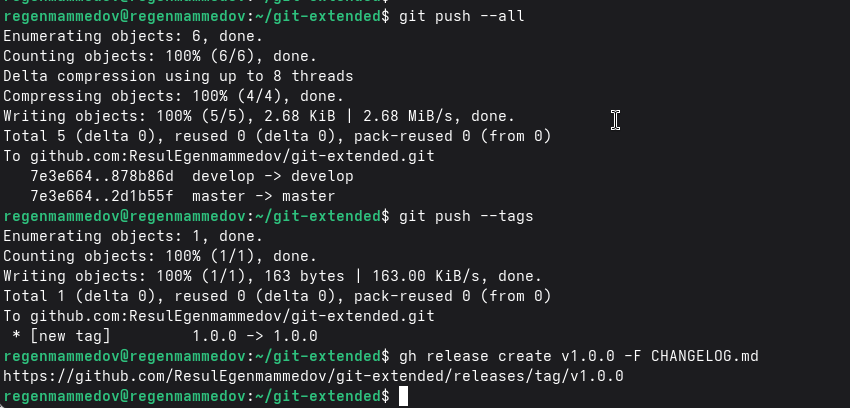 regenmammedov@regenmammedov:~/git-extended$ git push --all
Enumerating objects: 6, done.
Counting objects: 100% (6/6), done.
Delta compression using up to 8 threads
Compressing objects: 100% (4/4), done.
Writing objects: 100% (5/5), 2.68 KiB | 2.68 MiB/s, done.
Total 5 (delta 0), reused 0 (delta 0), pack-reused 0 (from 0)
To github.com:ResulEgenmammedov/git-extended.git
   7e3e664..878b86d  develop -> develop
   7e3e664..2d1b55f  master -> master
regenmammedov@regenmammedov:~/git-extended$ git push --tags
Enumerating objects: 1, done.
Counting objects: 100% (1/1), done.
Writing objects: 100% (1/1), 163 bytes | 163.00 KiB/s, done.
Total 1 (delta 0), reused 0 (delta 0), pack-reused 0 (from 0)
To github.com:ResulEgenmammedov/git-extended.git
 * [new tag]         1.0.0 -> 1.0.0
regenmammedov@regenmammedov:~/git-extended$ gh release create v1.0.0 -F CHANGELOG.md
https://github.com/ResulEgenmammedov/git-extended/releases/tag/v1.0.0
regenmammedov@regenmammedov:~/git-extended$